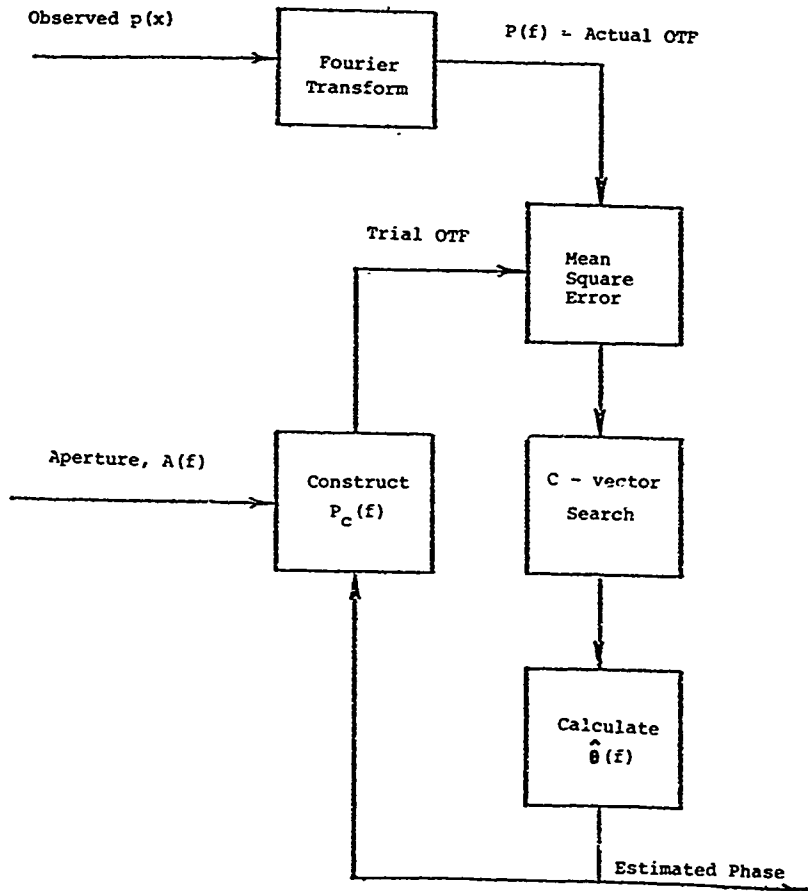 Observed p(x)
P(f) - Actual OTF
Fourier
Transform
Trial OTF
Mean
Square
Error
Aperture, A(f)
Construct
P_c(f)
C - vector
Search
Calculate
θ̂(f)
Estimated Phase